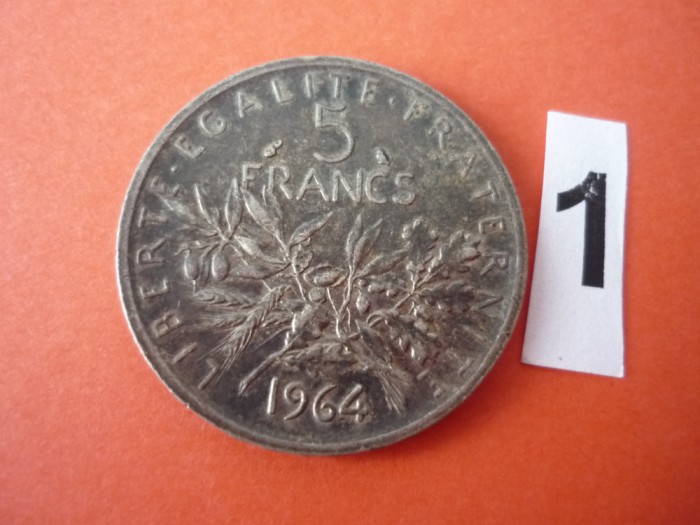 LIBERTE · EGALITE · FRATERNITE
5
FRANCS
1964
1